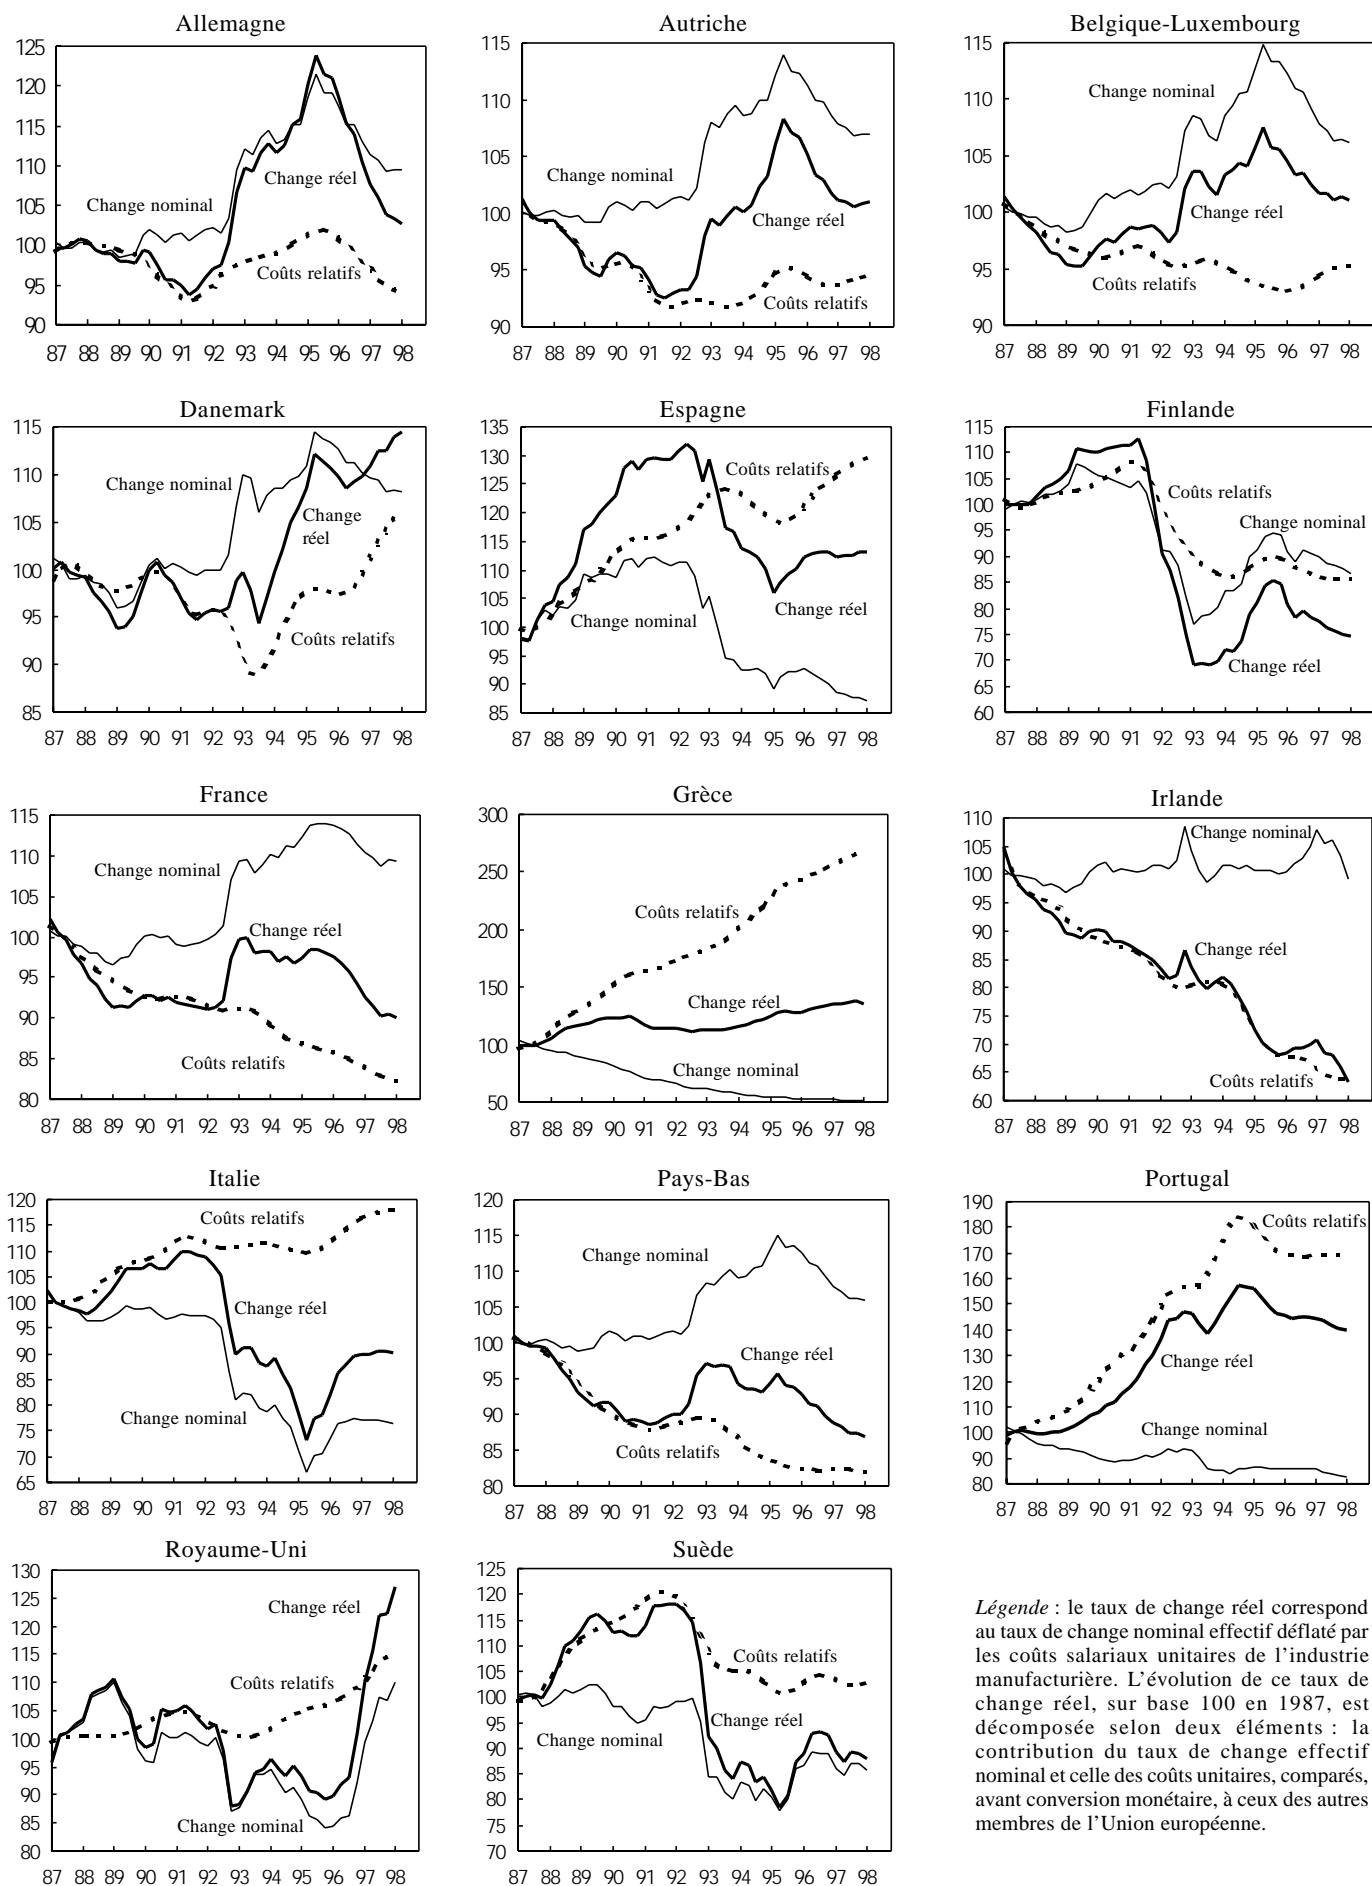 Allemagne
125
120
115
110
105
100
95
90
Change nominal
Change réel
Coûts relatifs
87 88 89 90 91 92 93 94 95 96 97 98
Autriche
115
110
105
100
95
90
Change nominal
Change réel
Coûts relatifs
87 88 89 90 91 92 93 94 95 96 97 98
Belgique-Luxembourg
115
110
105
100
95
90
Change nominal
Change réel
Coûts relatifs
87 88 89 90 91 92 93 94 95 96 97 98
Danemark
115
110
105
100
95
90
85
Change nominal
Change
réel
Coûts relatifs
87 88 89 90 91 92 93 94 95 96 97 98
Espagne
135
130
125
120
115
110
105
100
95
90
85
Coûts relatifs
Change nominal
Change réel
87 88 89 90 91 92 93 94 95 96 97 98
Finlande
115
110
105
100
95
90
85
80
75
70
65
60
Coûts relatifs
Change nominal
Change réel
87 88 89 90 91 92 93 94 95 96 97 98
France
115
110
105
100
95
90
85
80
Change nominal
Change réel
Coûts relatifs
87 88 89 90 91 92 93 94 95 96 97 98
Grèce
300
250
200
150
100
50
Coûts relatifs
Change réel
Change nominal
87 88 89 90 91 92 93 94 95 96 97 98
Irlande
110
105
100
95
90
85
80
75
70
65
60
Change nominal
Change réel
Coûts relatifs
87 88 89 90 91 92 93 94 95 96 97 98
Italie
120
115
110
105
100
95
90
85
80
75
70
65
Coûts relatifs
Change réel
Change nominal
87 88 89 90 91 92 93 94 95 96 97 98
Pays-Bas
120
115
110
105
100
95
90
85
80
Change nominal
Change réel
Coûts relatifs
87 88 89 90 91 92 93 94 95 96 97 98
Portugal
190
180
170
160
150
140
130
120
110
100
90
80
Coûts relatifs
Change réel
Change nominal
87 88 89 90 91 92 93 94 95 96 97 98
Royaume-Uni
130
125
120
115
110
105
100
95
90
85
80
Change réel
Coûts relatifs
Change nominal
87 88 89 90 91 92 93 94 95 96 97 98
Suède
125
120
115
110
105
100
95
90
85
80
75
70
Coûts relatifs
Change réel
Change nominal
87 88 89 90 91 92 93 94 95 96 97 98
Légende : le taux de change réel correspond
au taux de change nominal effectif déflaté par
les coûts salariaux unitaires de l'industrie
manufacturière. L'évolution de ce taux de
change réel, sur base 100 en 1987, est
décomposée selon deux éléments : la
contribution du taux de change effectif
nominal et celle des coûts unitaires, comparés,
avant conversion monétaire, à ceux des autres
membres de l'Union européenne.